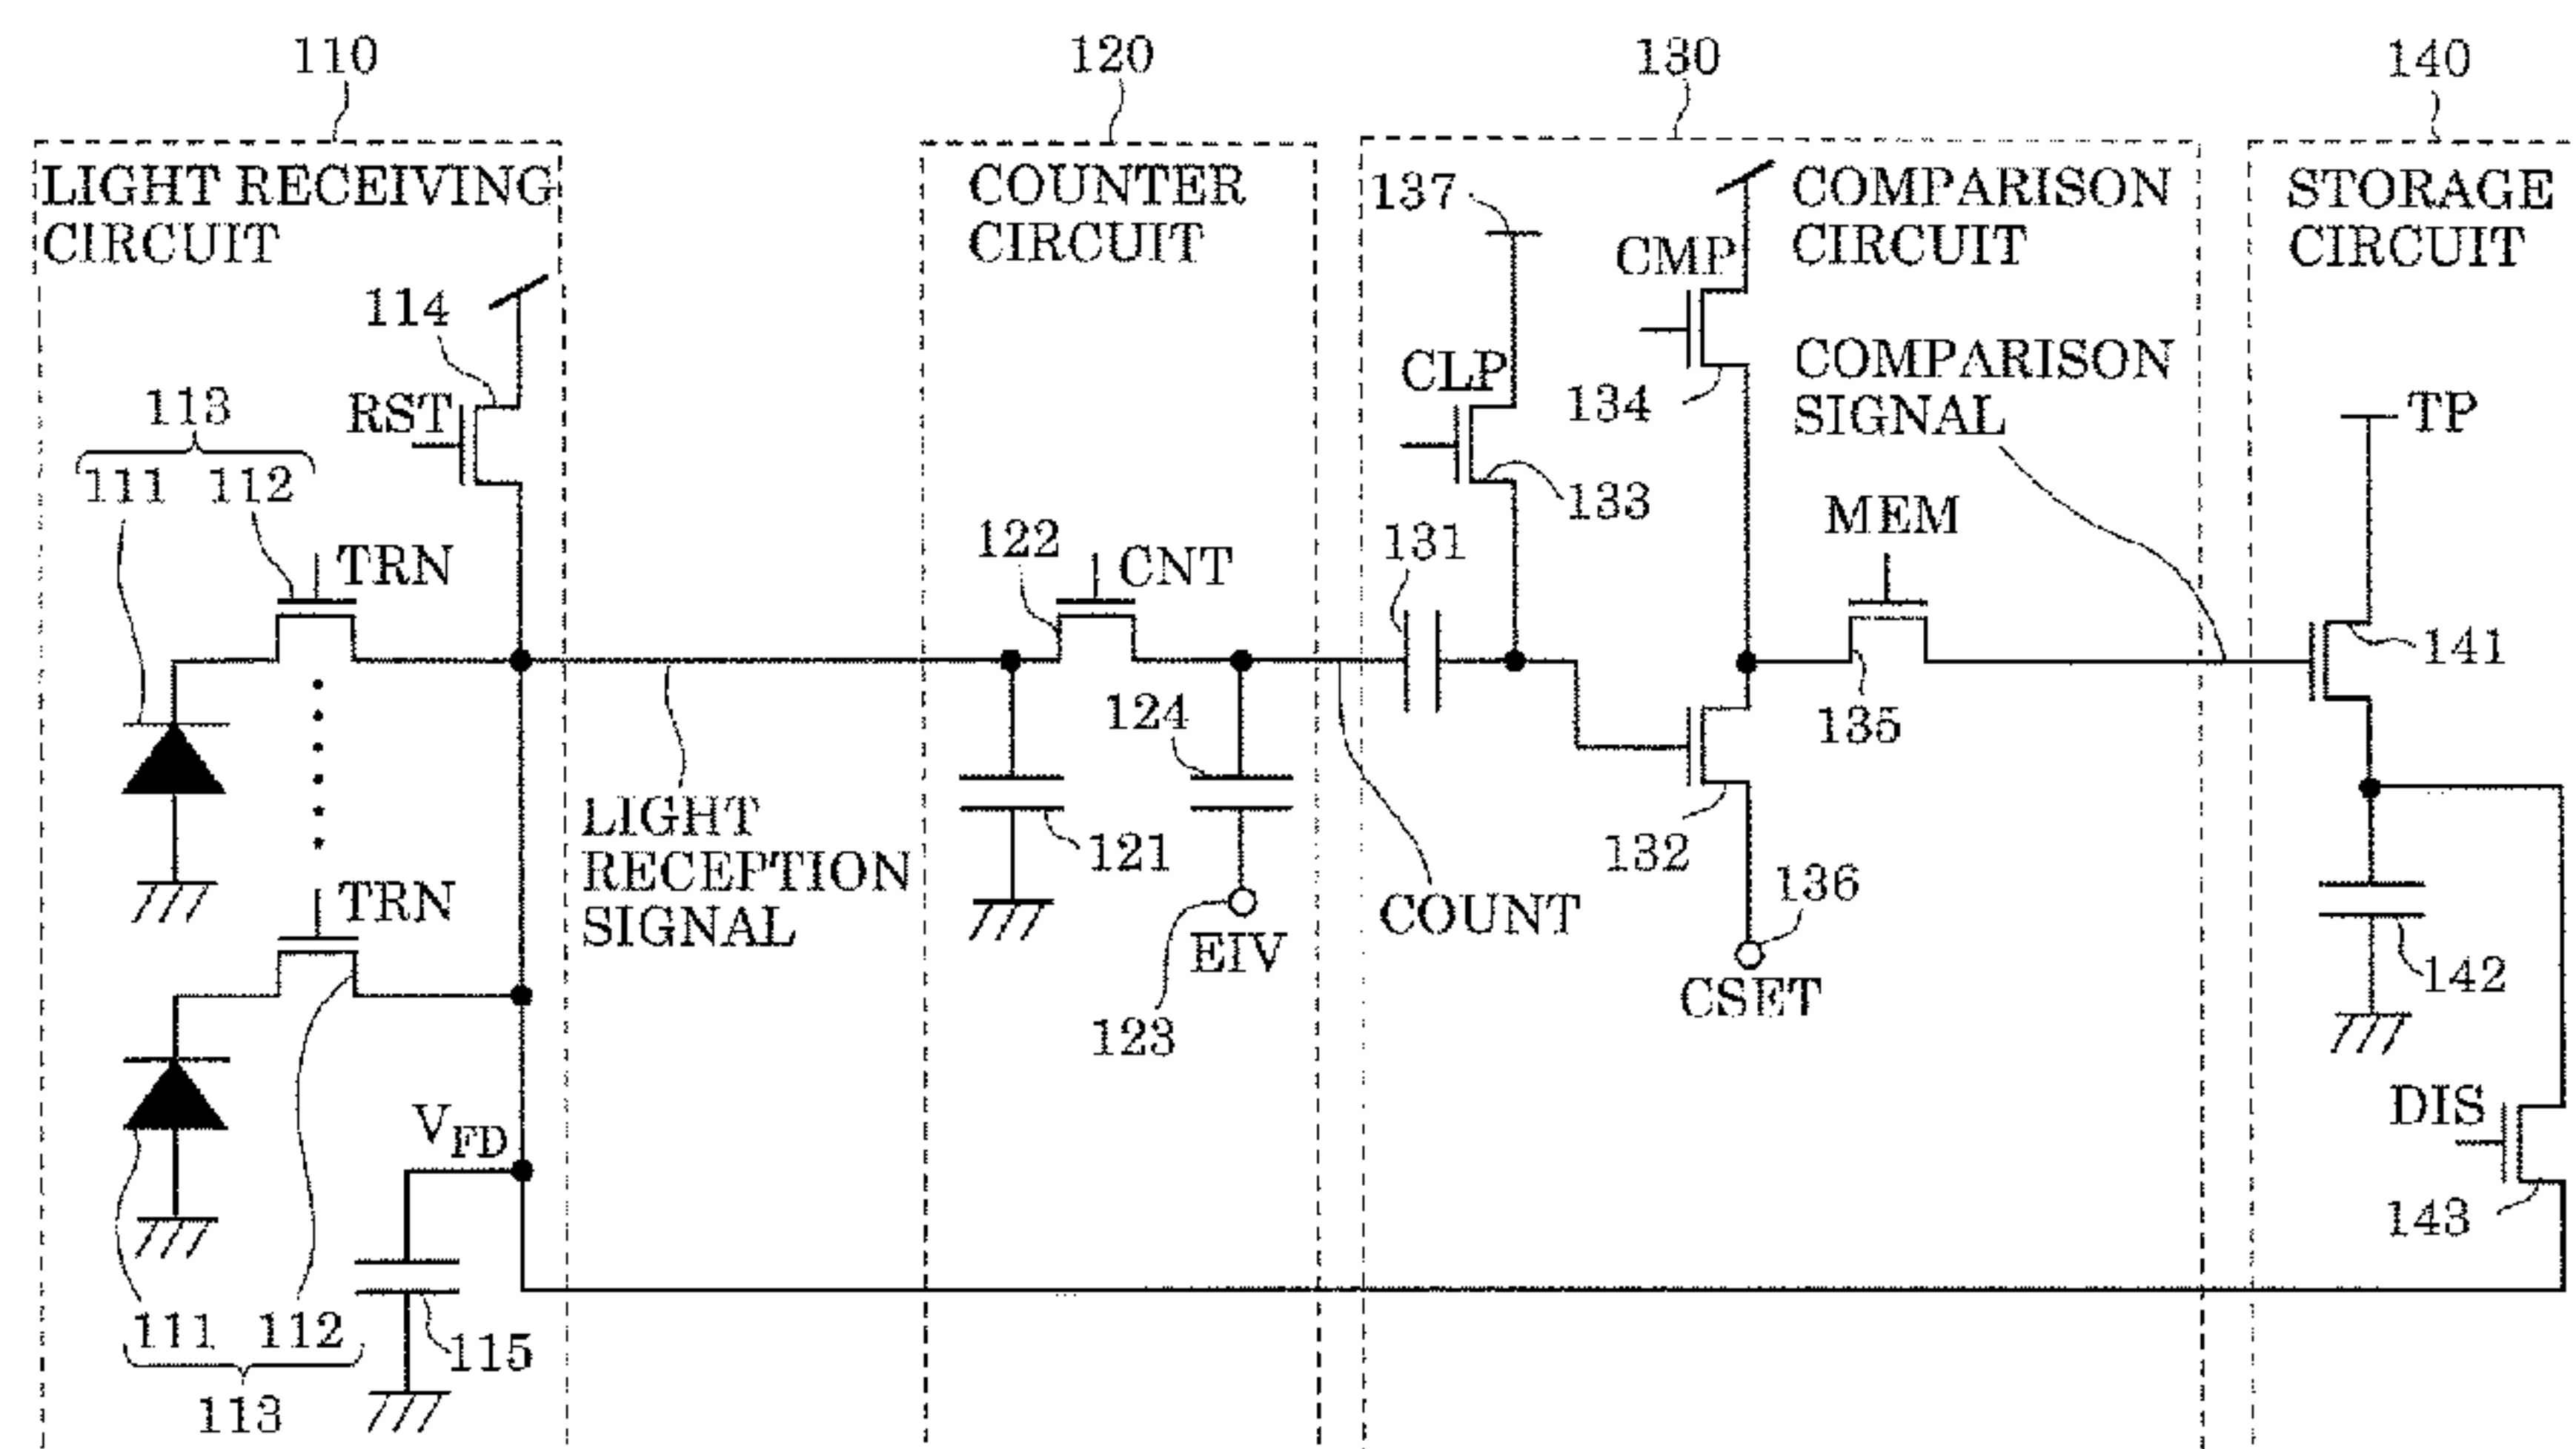 110
120
130
140
LIGHT RECEIVING
CIRCUIT
COUNTER
CIRCUIT
137
COMPARISON
CIRCUIT
STORAGE
CIRCUIT
CMP
114
RST
CLP
134
COMPARISON
SIGNAL
TP
113
111 112
133
122
131
MEM
TRN
CNT
141
124
135
LIGHT
RECEPTION
SIGNAL
121
132
136
COUNT
TRN
EIV
CSET
142
123
V FD
DIS
143
111 112
115
113